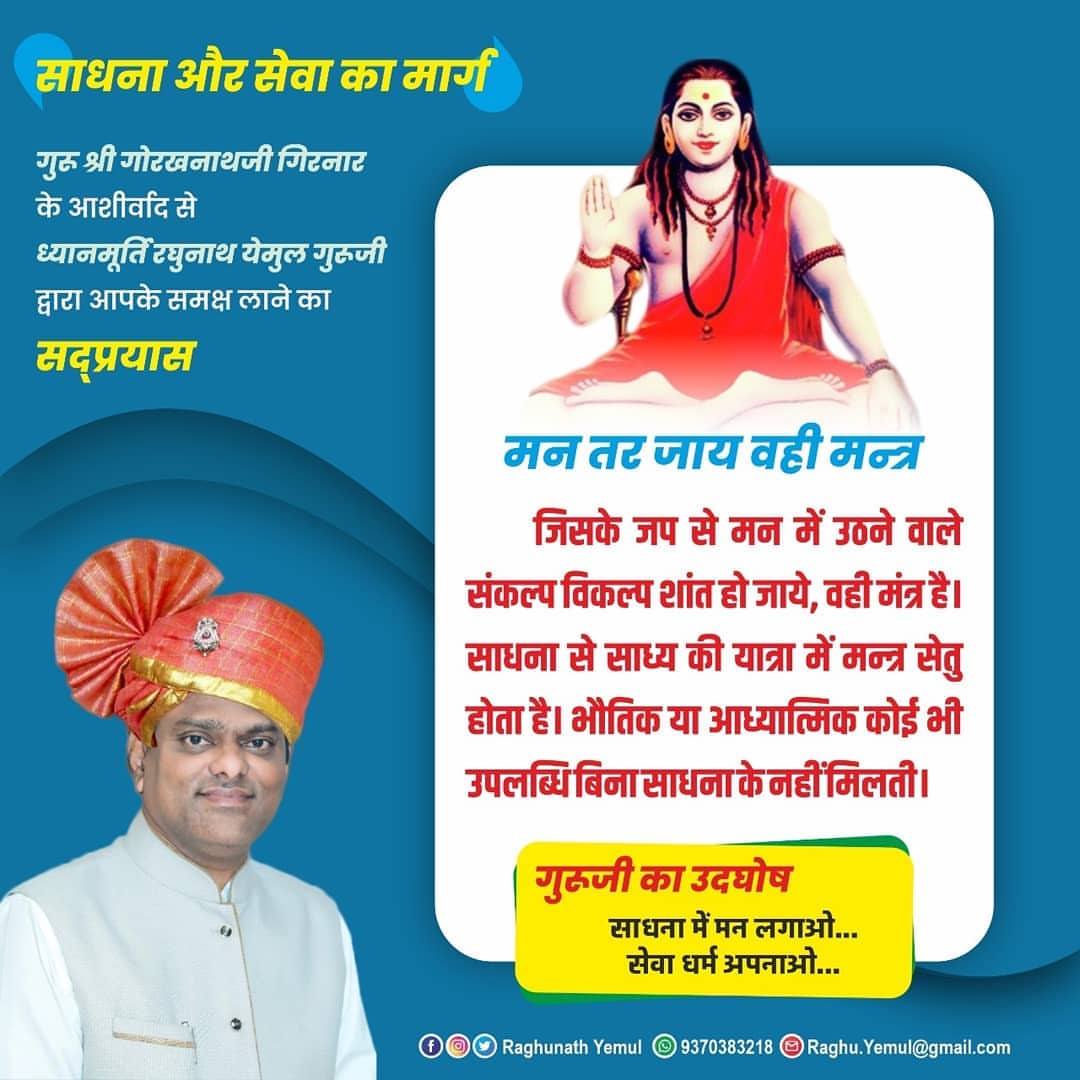 साधना और सेवा का मार्ग
गुरू श्री गोरखनाथजी गिरनार
के आशीर्वाद से
ध्यानमूर्ति रघुनाथ येमुल गुरूजी
द्वारा आपके समक्ष लाने का
सद्प्रयास
मन तर जाय वही मन्त्र
जिसके जप से मन में उठने वाले
संकल्प विकल्प शांत हो जाये, वही मंत्र है।
साधना से साध्य की यात्रा में मन्त्र सेतु
होता है। भौतिक या आध्यात्मिक कोई भी
उपलब्धि बिना साधना के नहीं मिलती।
गुरूजी का उदघोष
साधना में मन लगाओ...
सेवा धर्म अपनाओ...
Raghunath Yemul 9370383218 Raghu.Yemul@gmail.com